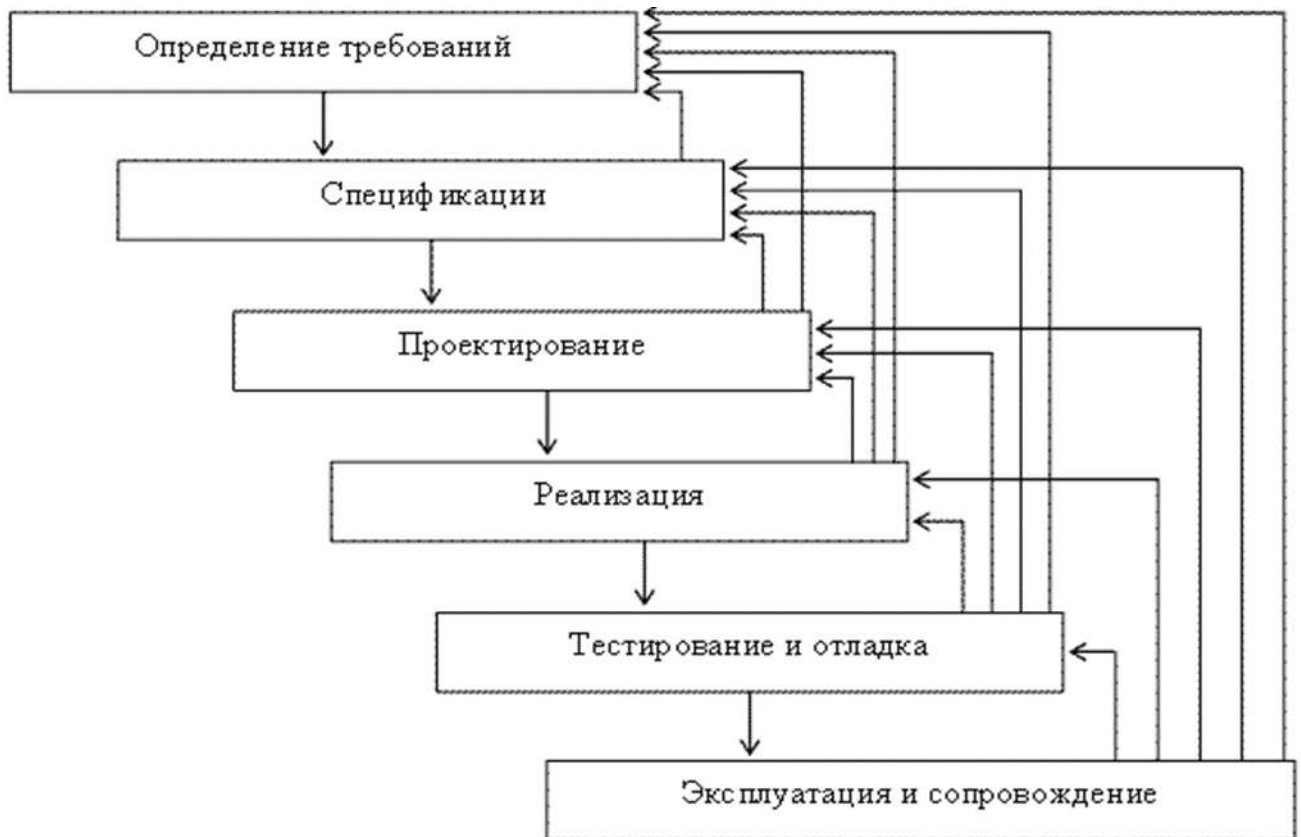 Определение требований
Спецификации
Проектирование
Реализация
Тестирование и отладка
Эксплуатация и сопровождение